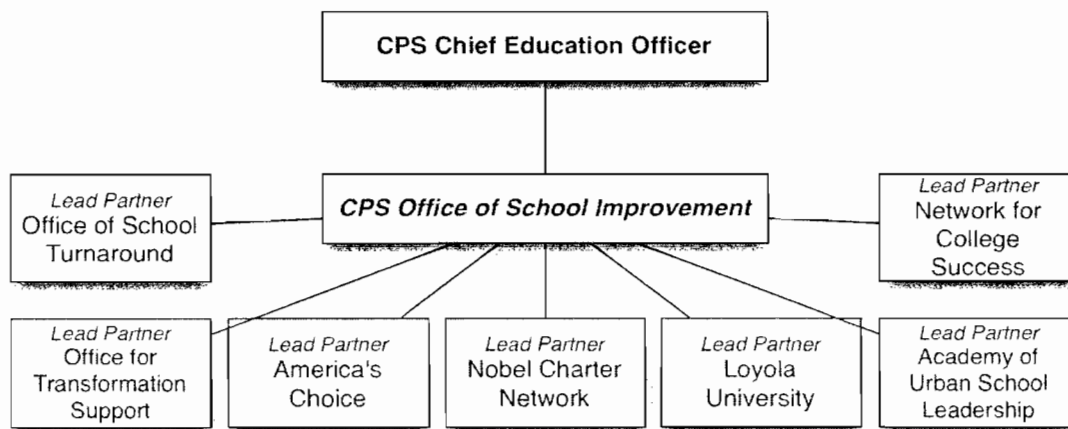 CPS Chief Education Officer
Lead Partner
Office of School
Turnaround
CPS Office of School Improvement
Lead Partner
Network for
College
Success
Lead Partner
Office for
Transformation
Support
Lead Partner
America's
Choice
Lead Partner
Nobel Charter
Network
Lead Partner
Loyola
University
Lead Partner
Academy of
Urban School
Leadership